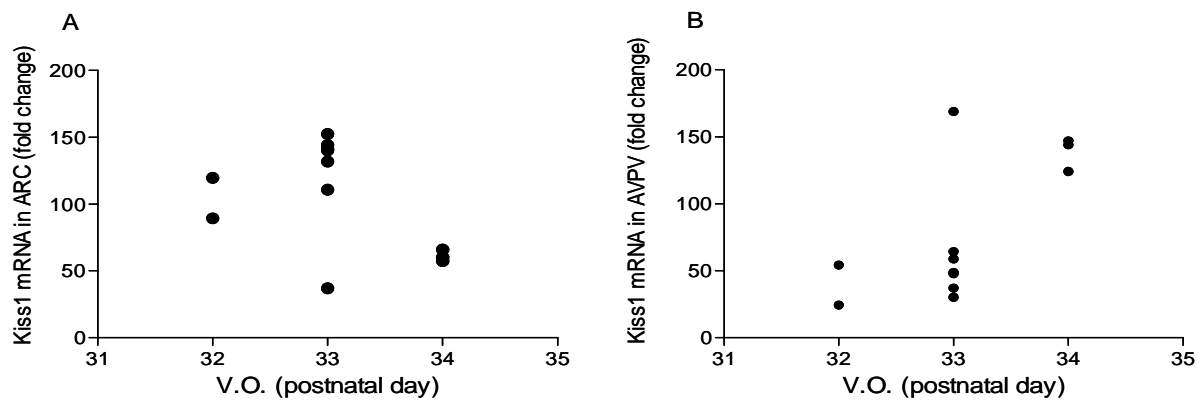 A
Kiss1 mRNA in ARC (fold change)
200
150
100
50
0
31 32 33 34 35
V.O. (postnatal day)
B
Kiss1 mRNA in AVPV (fold change)
200
150
100
50
0
31 32 33 34 35
V.O. (postnatal day)